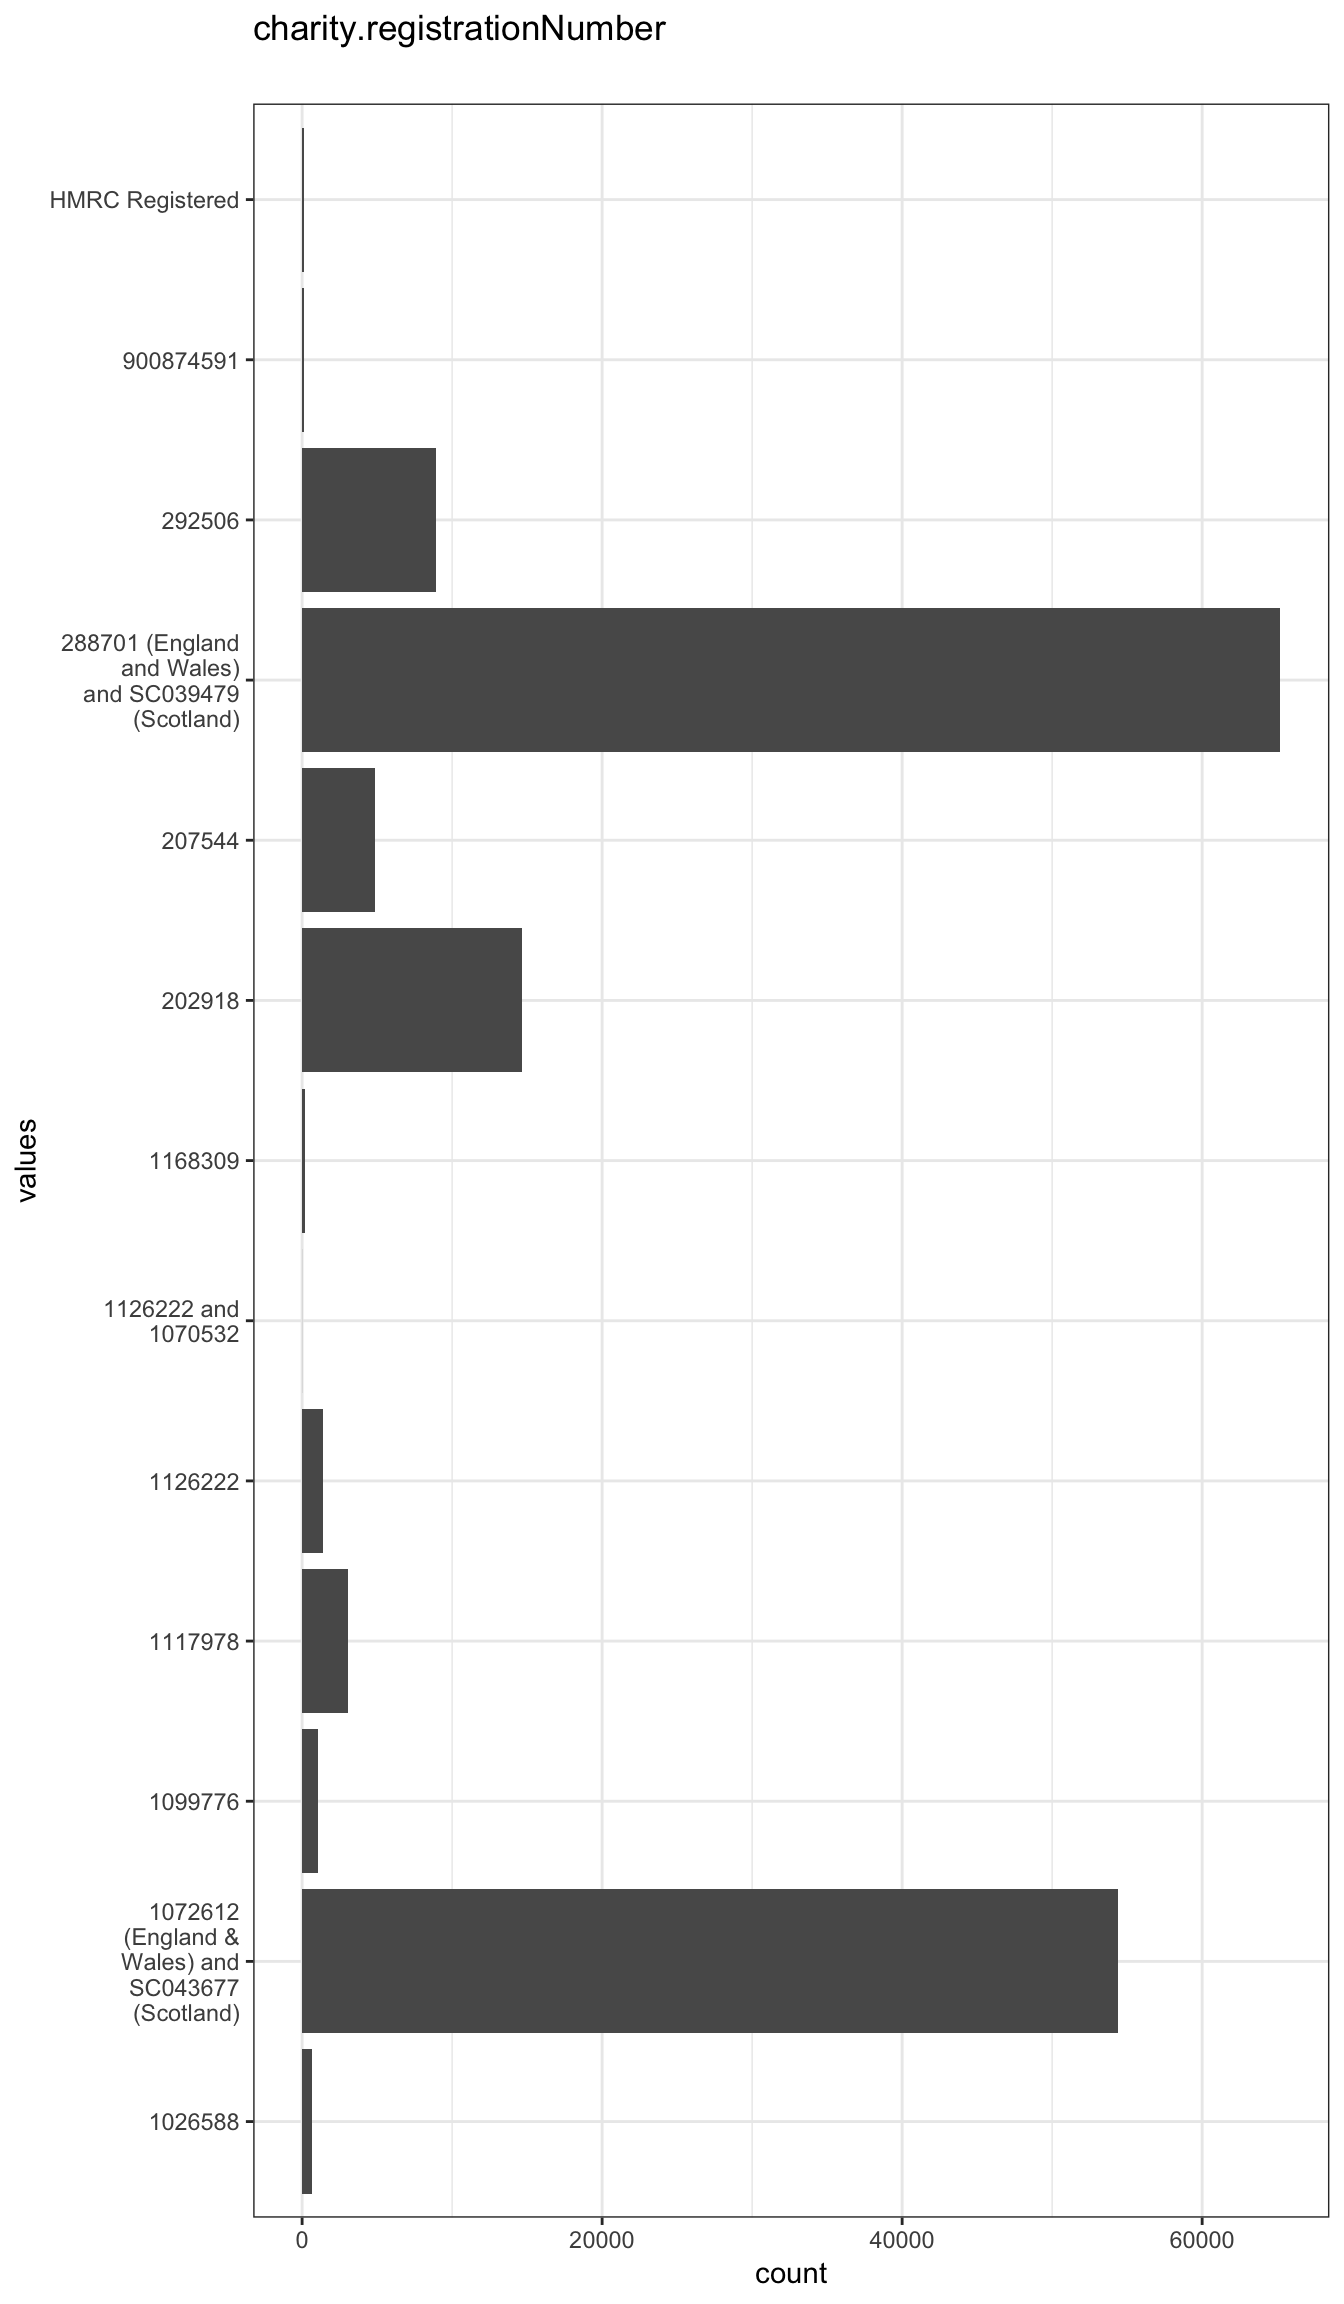 charity.registrationNumber
HMRC Registered
900874591
292506
288701 (England
and Wales)
and SC039479
(Scotland)
207544
202918
1168309
1126222 and
1070532
1126222
1117978
1099776
1072612
(England &
Wales) and
SC043677
(Scotland)
1026588
values
0 20000 40000 60000
count